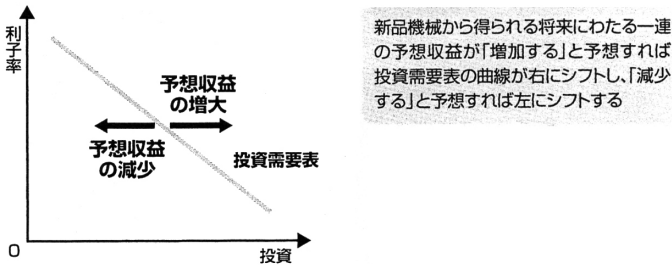 利子率
予想収益
の増大
予想収益
の減少
投資需要表
O
投資
新品機械から得られる将来にわたる一連
の予想収益が「増加する」と予想すれば
投資需要表の曲線が右にシフトし、「減少
する」と予想すれば左にシフトする